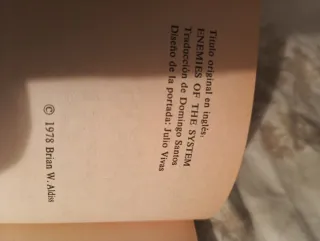 Título original en inglés:
ENEMIES OF THE SYSTEM
Traducción de Domingo Santos
Diseño de la portada: Julio Vivas
© 1978 Brian W. Aldiss